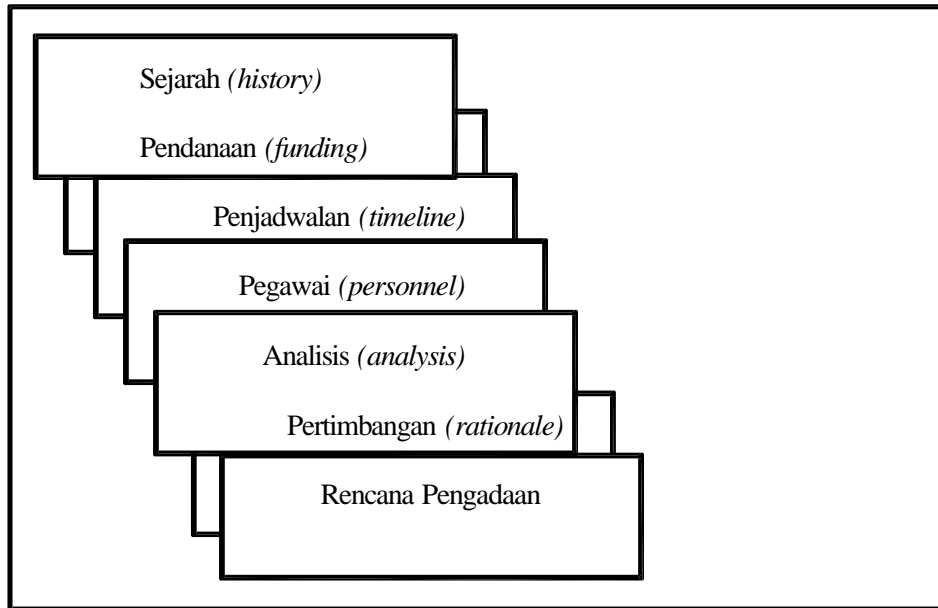 Sejarah (history)
Pendanaan (funding)
Penjadwalan (timeline)
Pegawai (personnel)
Analisis (analysis)
Pertimbangan (rationale)
Rencana Pengadaan